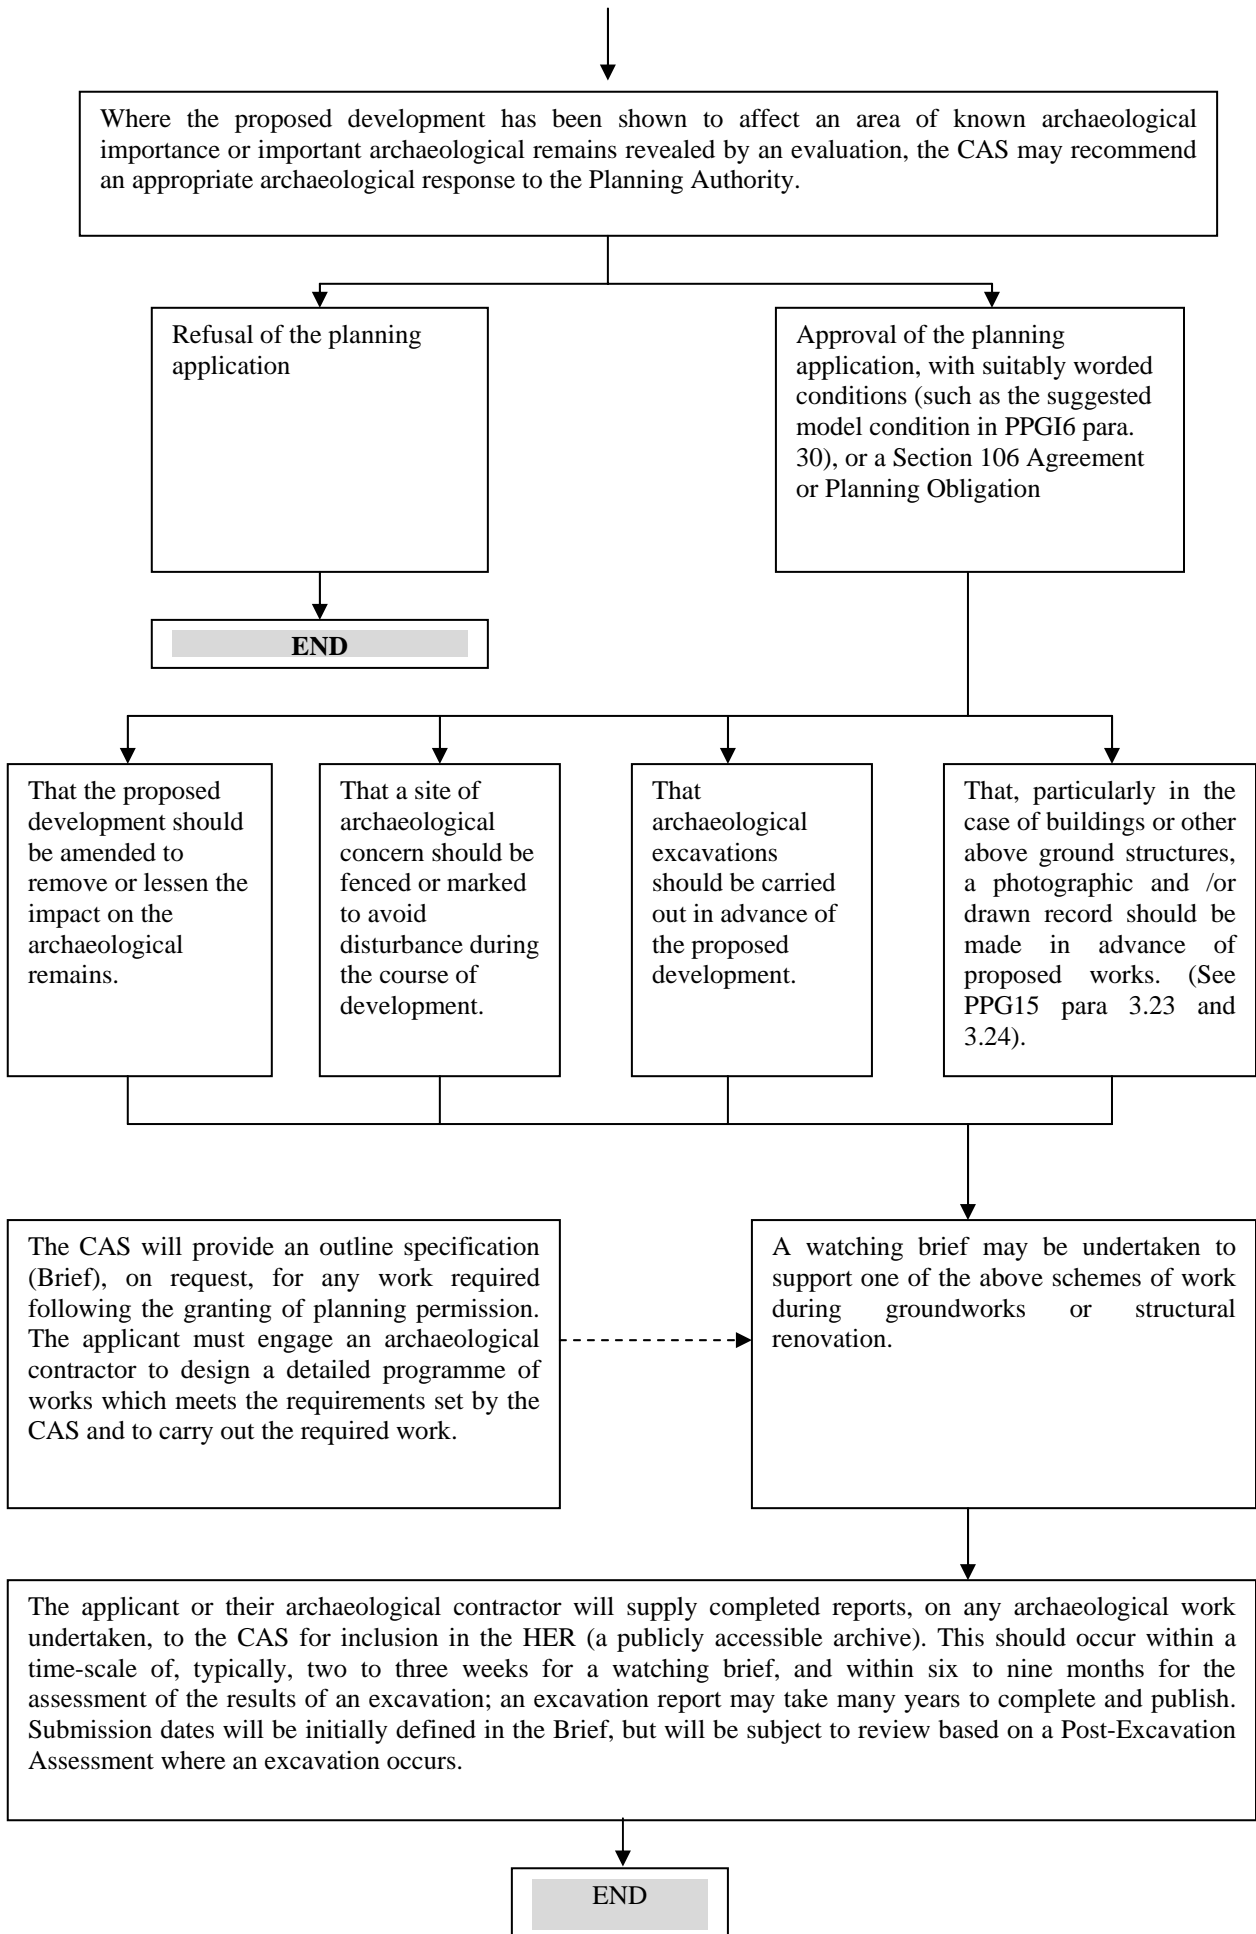 Where the proposed development has been shown to affect an area of known archaeological
importance or important archaeological remains revealed by an evaluation, the CAS may recommend
an appropriate archaeological response to the Planning Authority.
Refusal of the planning
application
Approval of the planning
application, with suitably worded
conditions (such as the suggested
model condition in PPGI6 para.
30), or a Section 106 Agreement
or Planning Obligation
END
That the proposed
development should
be amended to
remove or lessen the
impact on the
archaeological
remains.
That a site of
archaeological
concern should be
fenced or marked
to avoid
disturbance during
the course of
development.
That
archaeological
excavations
should be carried
out in advance of
the proposed
development.
That, particularly in the
case of buildings or other
above ground structures,
a photographic and /or
drawn record should be
made in advance of
proposed works. (See
PPG15 para 3.23 and
3.24).
The CAS will provide an outline specification
(Brief), on request, for any work required
following the granting of planning permission.
The applicant must engage an archaeological
contractor to design a detailed programme of
works which meets the requirements set by the
CAS and to carry out the required work.
A watching brief may be undertaken to
support one of the above schemes of work
during groundworks or structural
renovation.
The applicant or their archaeological contractor will supply completed reports, on any archaeological work
undertaken, to the CAS for inclusion in the HER (a publicly accessible archive). This should occur within a
time-scale of, typically, two to three weeks for a watching brief, and within six to nine months for the
assessment of the results of an excavation; an excavation report may take many years to complete and publish.
Submission dates will be initially defined in the Brief, but will be subject to review based on a Post-Excavation
Assessment where an excavation occurs.
END